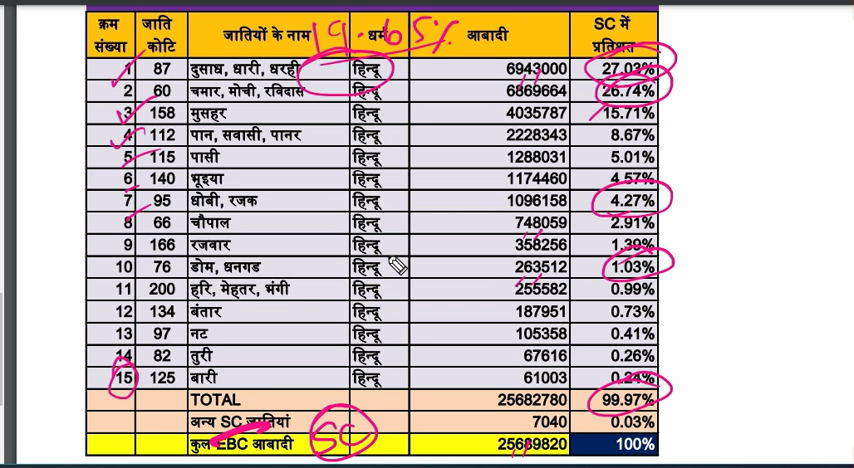 19.65%
क्रम संख्या जाति कोटि जातियों के नाम धर्म आबादी SC में प्रतिशत
1 87 दुसाध, धारी, धरही हिन्दू 6943000 27.03%
2 60 चमार, मोची, रविदास हिन्दू 6869664 26.74%
3 158 मुसहर हिन्दू 4035787 15.71%
4 112 पान, सवासी, पानर हिन्दू 2228343 8.67%
5 115 पासी हिन्दू 1288031 5.01%
6 140 भूइया हिन्दू 1174460 4.57%
7 95 धोबी, रजक हिन्दू 1096158 4.27%
8 66 चौपाल हिन्दू 748059 2.91%
9 166 रजवार हिन्दू 358256 1.39%
10 76 डोम, धनगड हिन्दू 263512 1.03%
11 200 हरि, मेहतर, भंगी हिन्दू 255582 0.99%
12 134 बंतार हिन्दू 187951 0.73%
13 97 नट हिन्दू 105358 0.41%
14 82 तुरी हिन्दू 67616 0.26%
15 125 बारी हिन्दू 61003 0.24%
TOTAL 25682780 99.97%
अन्य SC जातियां 7040 0.03%
कुल EBC आबादी SC 25689820 100%